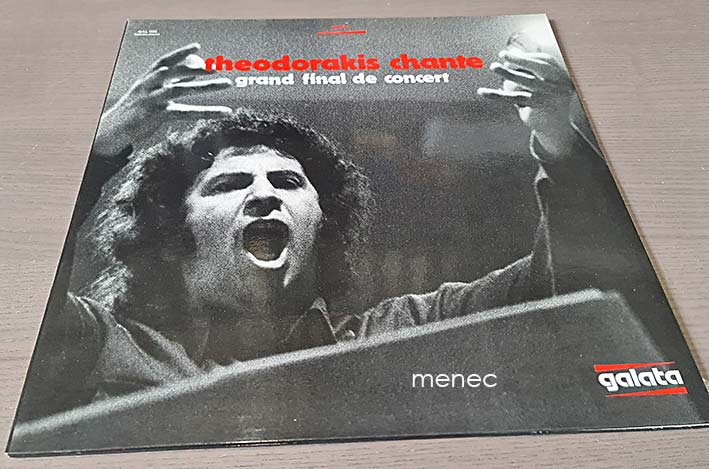 theodorakis chante
grand final de concert
menec
galata